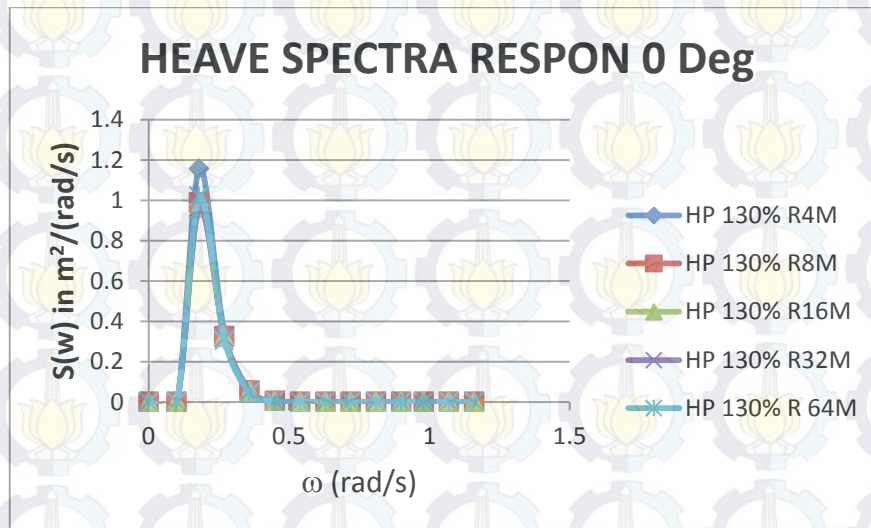 HEAVE SPECTRA RESPON 0 Deg
S(w) in m²/(rad/s)
1.4
1.2
1
0.8
0.6
0.4
0.2
0
0 0.5 1 1.5
ω (rad/s)
HP 130% R4M
HP 130% R8M
HP 130% R16M
HP 130% R32M
HP 130% R 64M